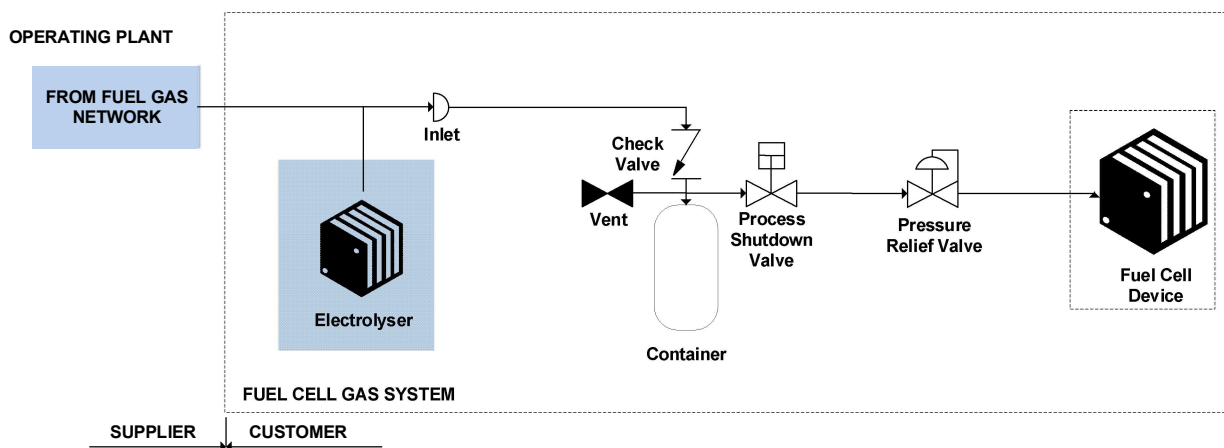 OPERATING PLANT
FROM FUEL GAS
NETWORK
Inlet
Check
Valve
Vent
Process
Shutdown
Valve
Pressure
Relief Valve
Fuel Cell
Device
Electrolyser
Container
FUEL CELL GAS SYSTEM
SUPPLIER
CUSTOMER